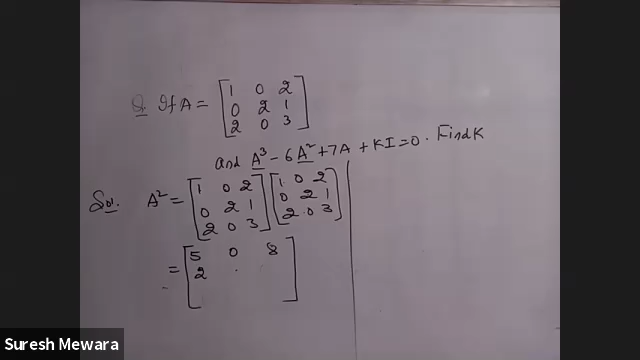 Q. If A = [1 0 2
0 2 1
2 0 3]
and A³ - 6A² + 7A + KI = 0. Find K
Sol. A² = [1 0 2 [1 0 2
0 2 1 0 2 1
2 0 3] 2 0 3]
= [5 0 8
2 ·
]
Suresh Mewara